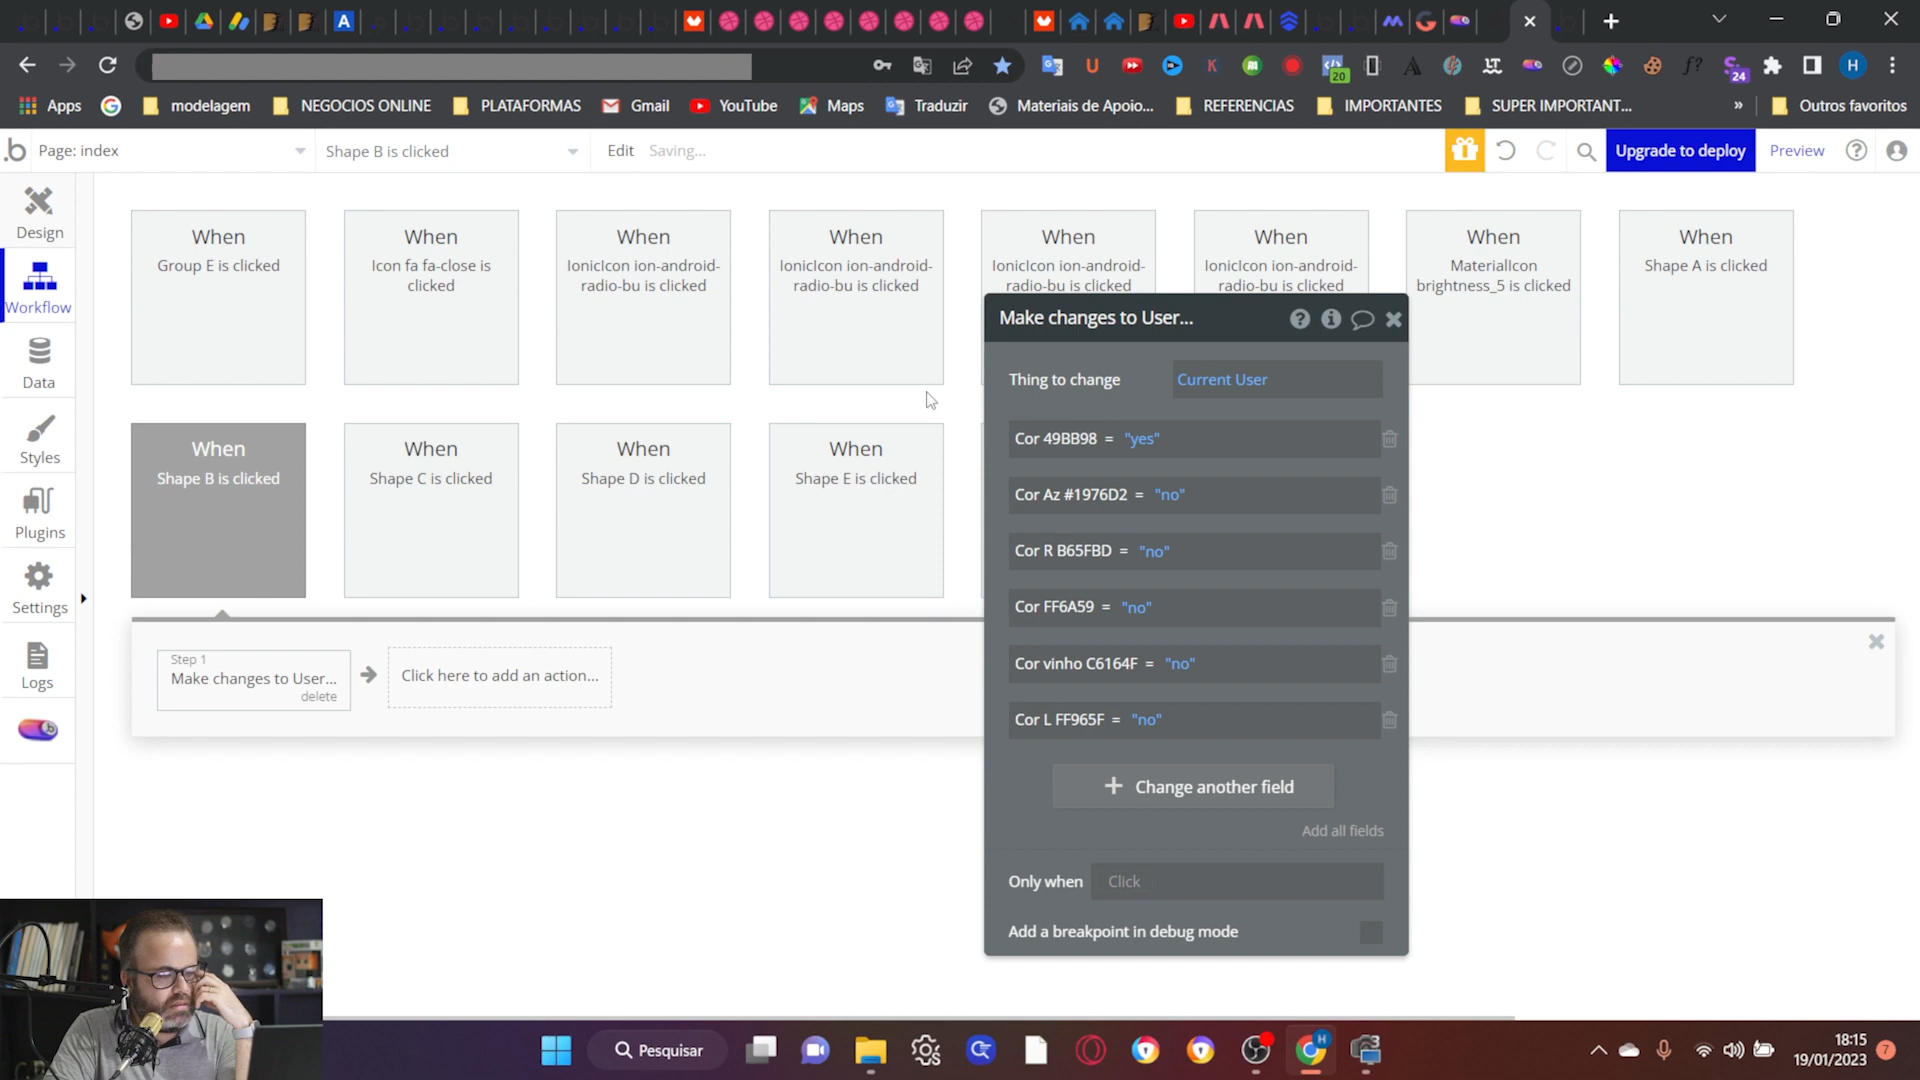 20
24
H
Apps
modelagem
NEGOCIOS ONLINE
PLATAFORMAS
Gmail
YouTube
Maps
Traduzir
Materiais de Apoio...
REFERENCIAS
IMPORTANTES
SUPER IMPORTANT...
»
Outros favoritos
.b
Page: index
Shape B is clicked
Edit
Saving...
Upgrade to deploy
Preview
Design
Workflow
Data
Styles
Plugins
Settings
Logs
When
Group E is clicked
When
Icon fa fa-close is
clicked
When
IonicIcon ion-android-
radio-bu is clicked
When
IonicIcon ion-android-
radio-bu is clicked
When
IonicIcon ion-android-
radio-bu is clicked
When
IonicIcon ion-android-
radio-bu is clicked
When
MaterialIcon
brightness_5 is clicked
When
Shape A is clicked
When
Shape B is clicked
When
Shape C is clicked
When
Shape D is clicked
When
Shape E is clicked
Step 1
Make changes to User...
delete
Click here to add an action...
Make changes to User...
Thing to change
Current User
Cor 49BB98 = "yes"
Cor Az #1976D2 = "no"
Cor R B65FBD = "no"
Cor FF6A59 = "no"
Cor vinho C6164F = "no"
Cor L FF965F = "no"
+ Change another field
Add all fields
Only when
Click
Add a breakpoint in debug mode
Pesquisar
18:15
19/01/2023
7